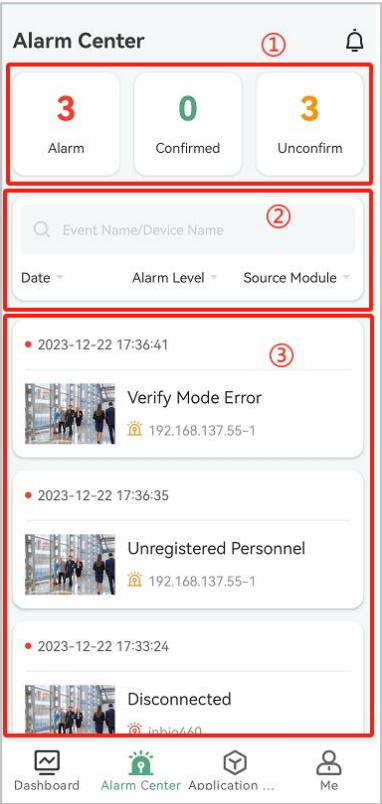 Alarm Center ①
3 0 3
Alarm Confirmed Unconfirm
②
Event Name/Device Name
Date Alarm Level Source Module
2023-12-22 17:36:41
③
Verify Mode Error
192.168.137.55-1
2023-12-22 17:36:35
Unregistered Personnel
192.168.137.55-1
2023-12-22 17:33:24
Disconnected
inbio460
Dashboard Alarm Center Application ... Me